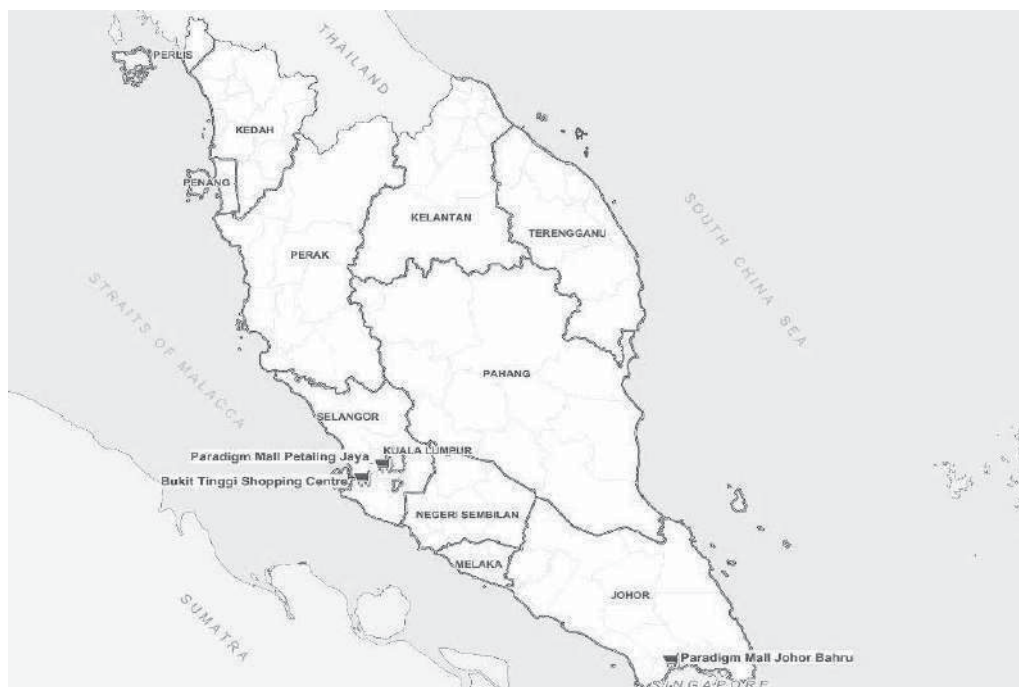 THAILAND
PERLIS
KEDAH
PENANG
KELANTAN
TERENGGANU
PERAK
SOUTH CHINA SEA
STRAITS OF MALACCA
PAHANG
SELANGOR
KUALA LUMPUR
Paradigm Mall Petaling Jaya
Bukit Tinggi Shopping Centre
NEGERI SEMBILAN
MELAKA
JOHOR
SUMATRA
Paradigm Mall Johor Bahru
SINGAPORE